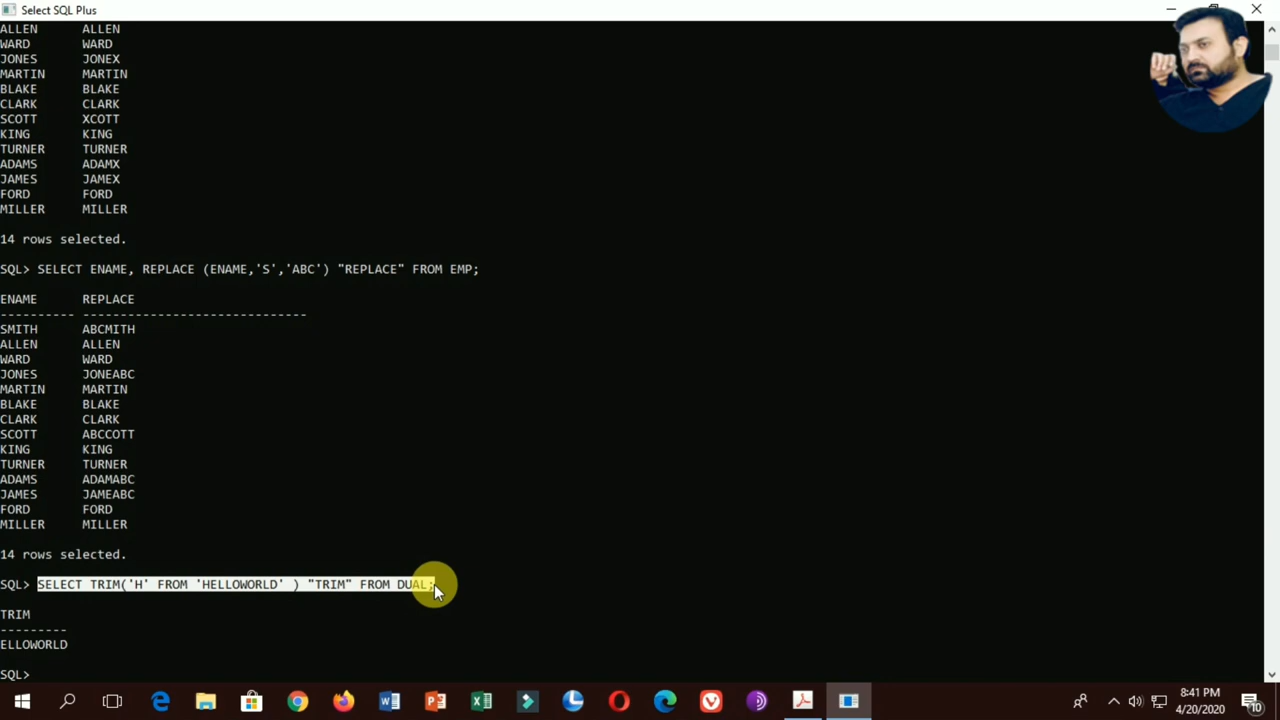 Select SQL Plus
ALLEN ALLEN
WARD WARD
JONES JONEX
MARTIN MARTIN
BLAKE BLAKE
CLARK CLARK
SCOTT XCOTT
KING KING
TURNER TURNER
ADAMS ADAMX
JAMES JAMEX
FORD FORD
MILLER MILLER
14 rows selected.
SQL> SELECT ENAME, REPLACE (ENAME,'S','ABC') "REPLACE" FROM EMP;
ENAME REPLACE
---------- ------------------------------
SMITH ABCMITH
ALLEN ALLEN
WARD WARD
JONES JONEABC
MARTIN MARTIN
BLAKE BLAKE
CLARK CLARK
SCOTT ABCCOTT
KING KING
TURNER TURNER
ADAMS ADAMABC
JAMES JAMEABC
FORD FORD
MILLER MILLER
14 rows selected.
SQL> SELECT TRIM('H' FROM 'HELLOWORLD' ) "TRIM" FROM DUAL;
TRIM
---------
ELLOWORLD
SQL>
8:41 PM
4/20/2020
10